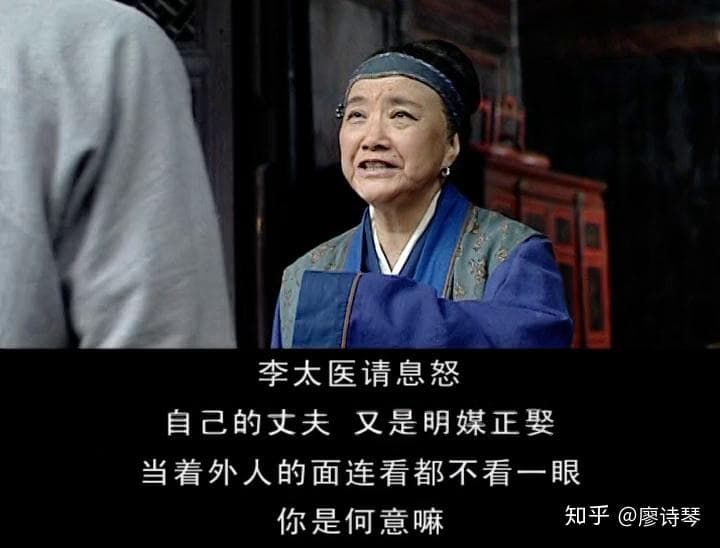 李太医请息怒
自己的丈夫 又是明媒正娶
当着外人的面连看都不看一眼
你是何意嘛
知乎 @廖诗琴